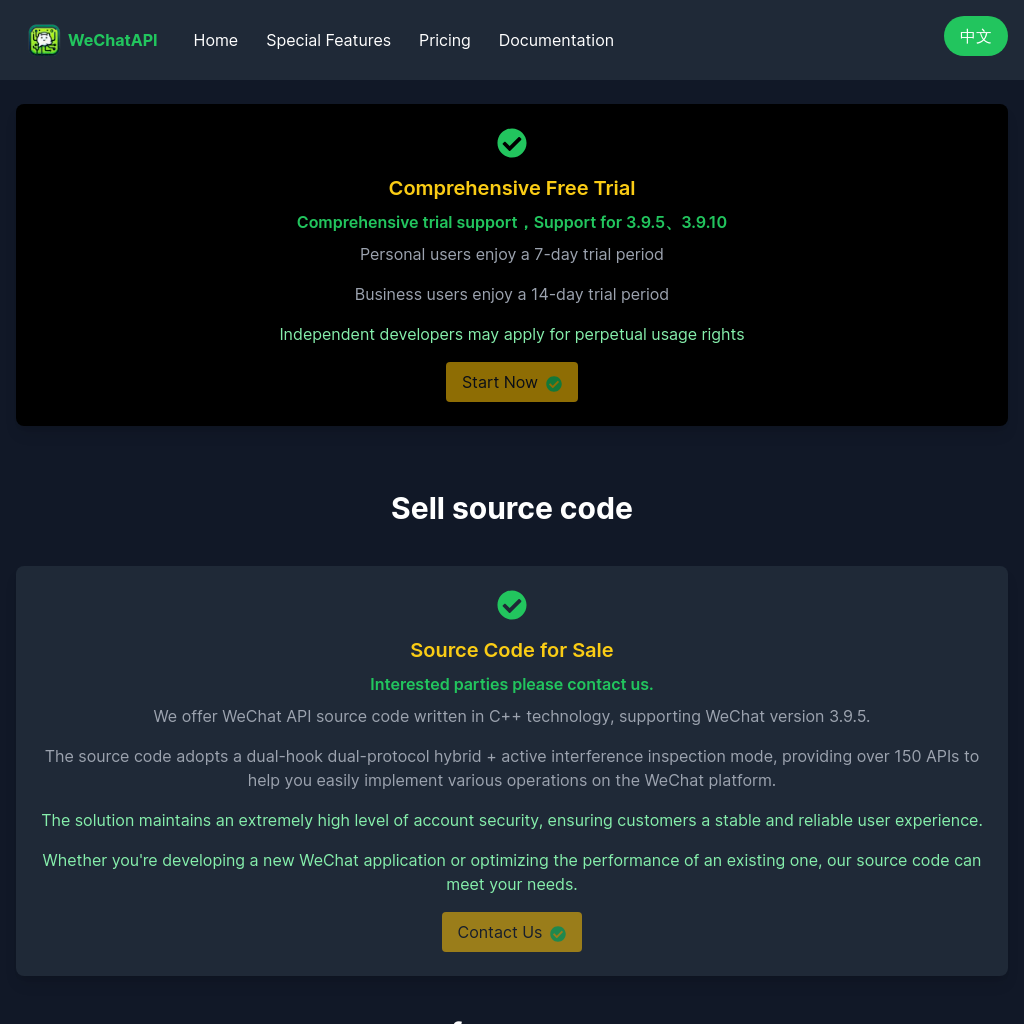 WeChatAPI Home Special Features Pricing Documentation 中文
Comprehensive Free Trial
Comprehensive trial support，Support for 3.9.5、3.9.10
Personal users enjoy a 7-day trial period
Business users enjoy a 14-day trial period
Independent developers may apply for perpetual usage rights
Start Now
Sell source code
Source Code for Sale
Interested parties please contact us.
We offer WeChat API source code written in C++ technology, supporting WeChat version 3.9.5.
The source code adopts a dual-hook dual-protocol hybrid + active interference inspection mode, providing over 150 APIs to
help you easily implement various operations on the WeChat platform.
The solution maintains an extremely high level of account security, ensuring customers a stable and reliable user experience.
Whether you're developing a new WeChat application or optimizing the performance of an existing one, our source code can
meet your needs.
Contact Us